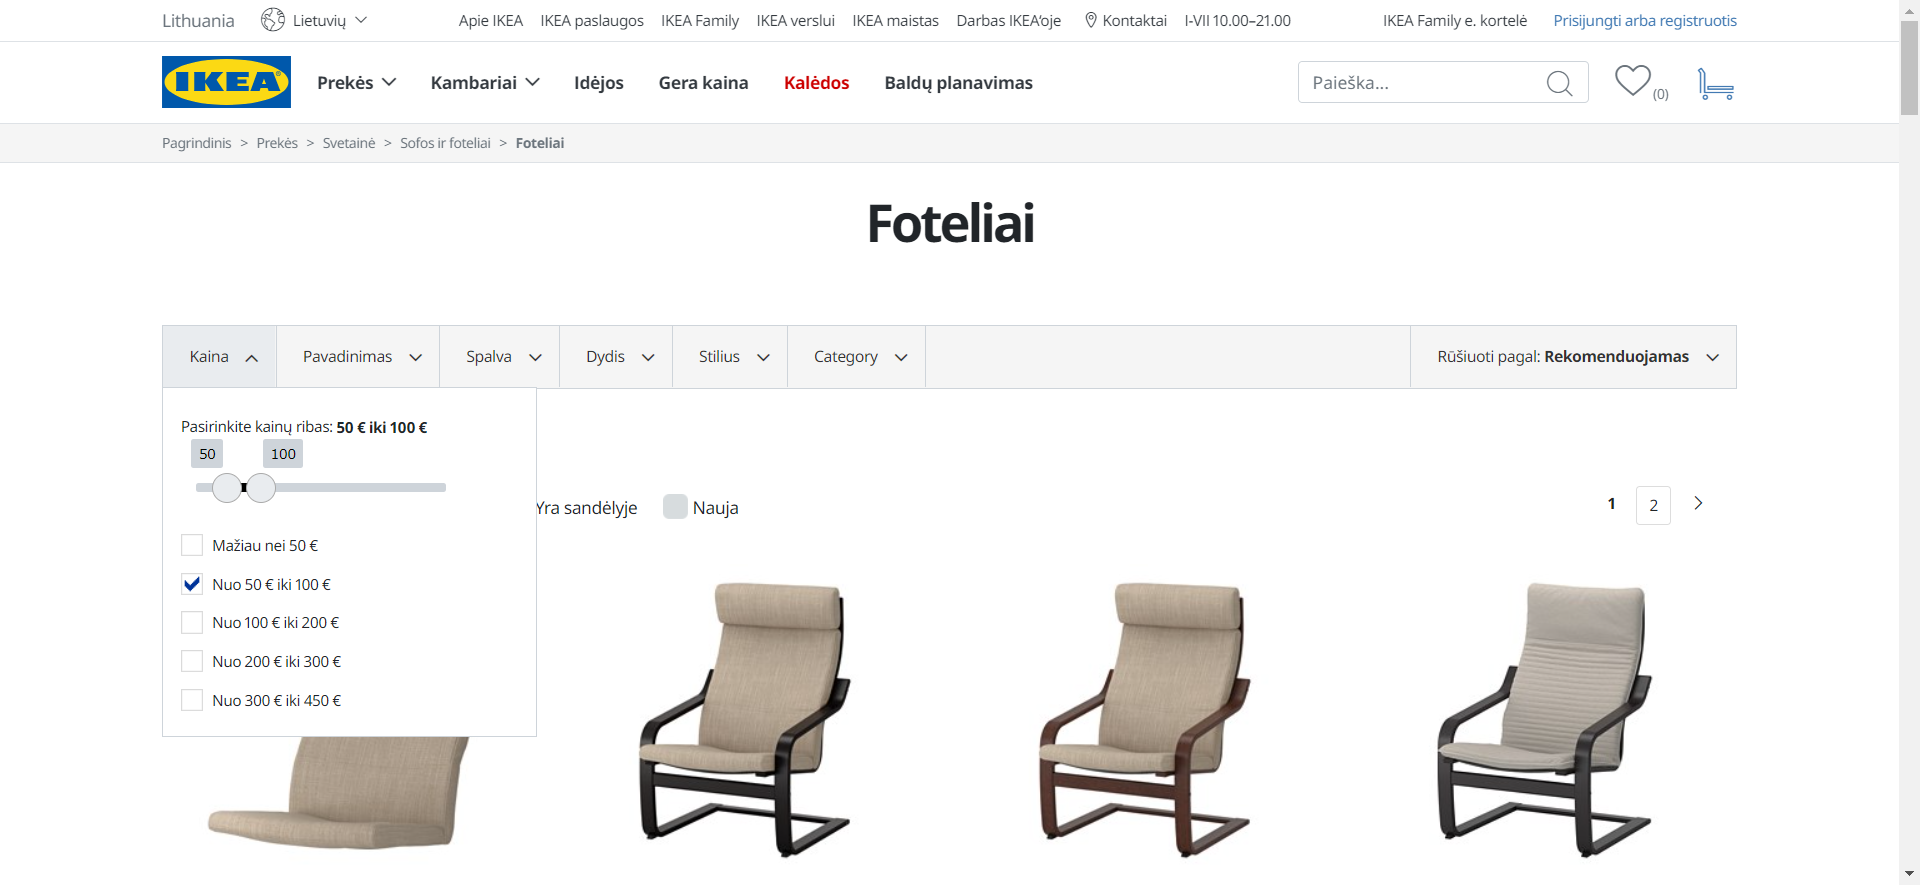 Lithuania Lietuvių Apie IKEA IKEA paslaugos IKEA Family IKEA verslui IKEA maistas Darbas IKEA‘oje Kontaktai I-VII 10.00–21.00 IKEA Family e. kortelė Prisijungti arba registruotis
IKEA Prekės Kambariai Idėjos Gera kaina Kalėdos Baldų planavimas Paieška... (0)
Pagrindinis > Prekės > Svetainė > Sofos ir foteliai > Foteliai
Foteliai
Kaina Pavadinimas Spalva Dydis Stilius Category Rūšiuoti pagal: Rekomenduojamas
Pasirinkite kainų ribas: 50 € iki 100 €
50 100
Yra sandėlyje Nauja 1 2 >
Mažiau nei 50 €
Nuo 50 € iki 100 €
Nuo 100 € iki 200 €
Nuo 200 € iki 300 €
Nuo 300 € iki 450 €